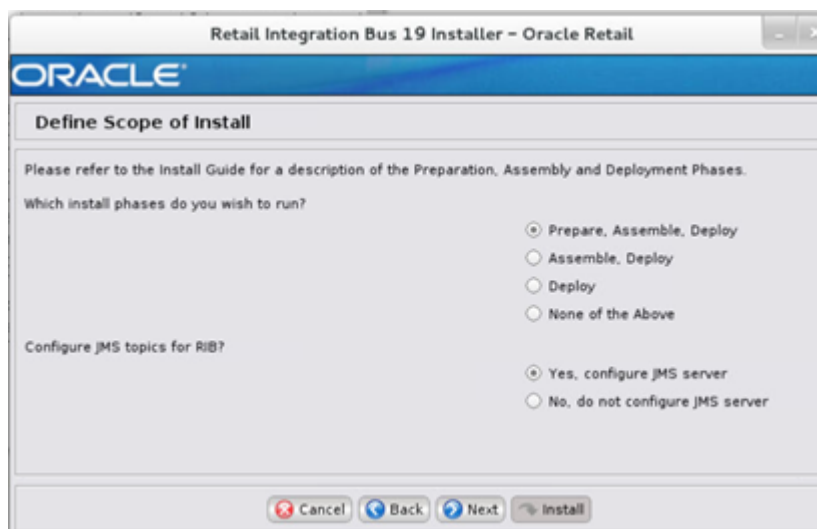 Retail Integration Bus 19 Installer – Oracle Retail
ORACLE
Define Scope of Install
Please refer to the Install Guide for a description of the Preparation, Assembly and Deployment Phases.
Which install phases do you wish to run?
Prepare, Assemble, Deploy
Assemble, Deploy
Deploy
None of the Above
Configure JMS topics for RIB?
Yes, configure JMS server
No, do not configure JMS server
Cancel Back Next Install